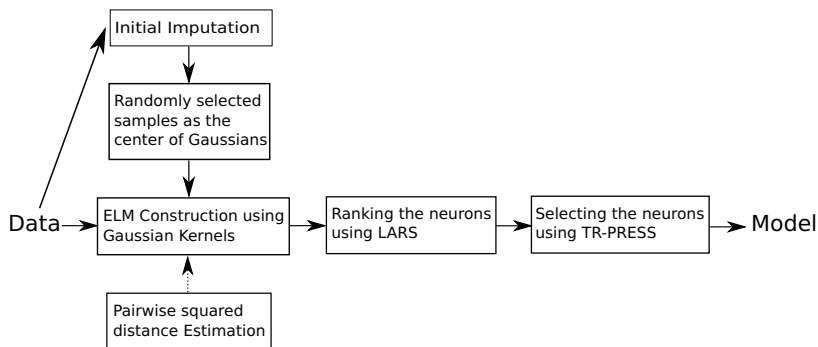 Initial Imputation
Randomly selected
samples as the
center of Gaussians
Data
ELM Construction using
Gaussian Kernels
Ranking the neurons
using LARS
Selecting the neurons
using TR-PRESS
Model
Pairwise squared
distance Estimation